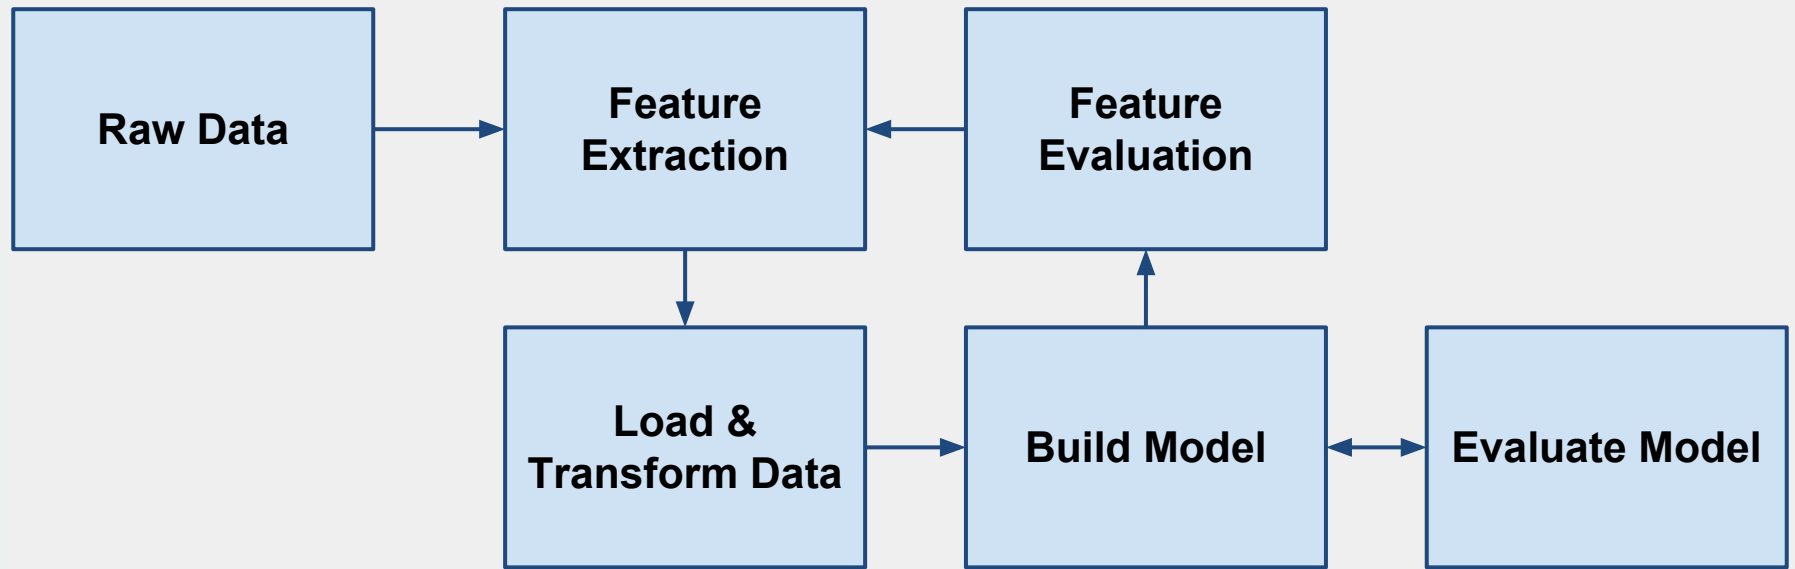 Raw Data
Feature
Extraction
Feature
Evaluation
Load &
Transform Data
Build Model
Evaluate Model